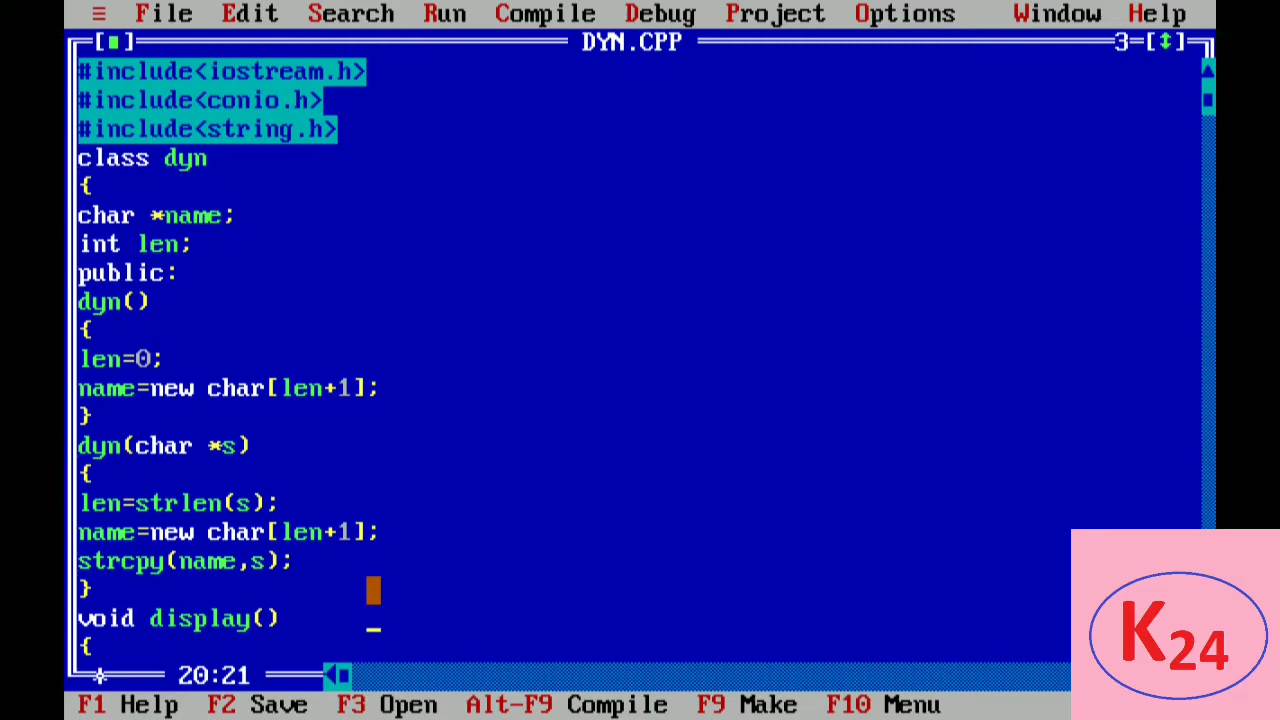 ≡ File Edit Search Run Compile Debug Project Options Window Help
[■] DYN.CPP 3=[↕]
#include<iostream.h>
#include<conio.h>
#include<string.h>
class dyn
{
char *name;
int len;
public:
dyn()
{
len=0;
name=new char[len+1];
}
dyn(char *s)
{
len=strlen(s);
name=new char[len+1];
strcpy(name,s);
}
void display()
{
20:21
F1 Help F2 Save F3 Open Alt-F9 Compile F9 Make F10 Menu
K24